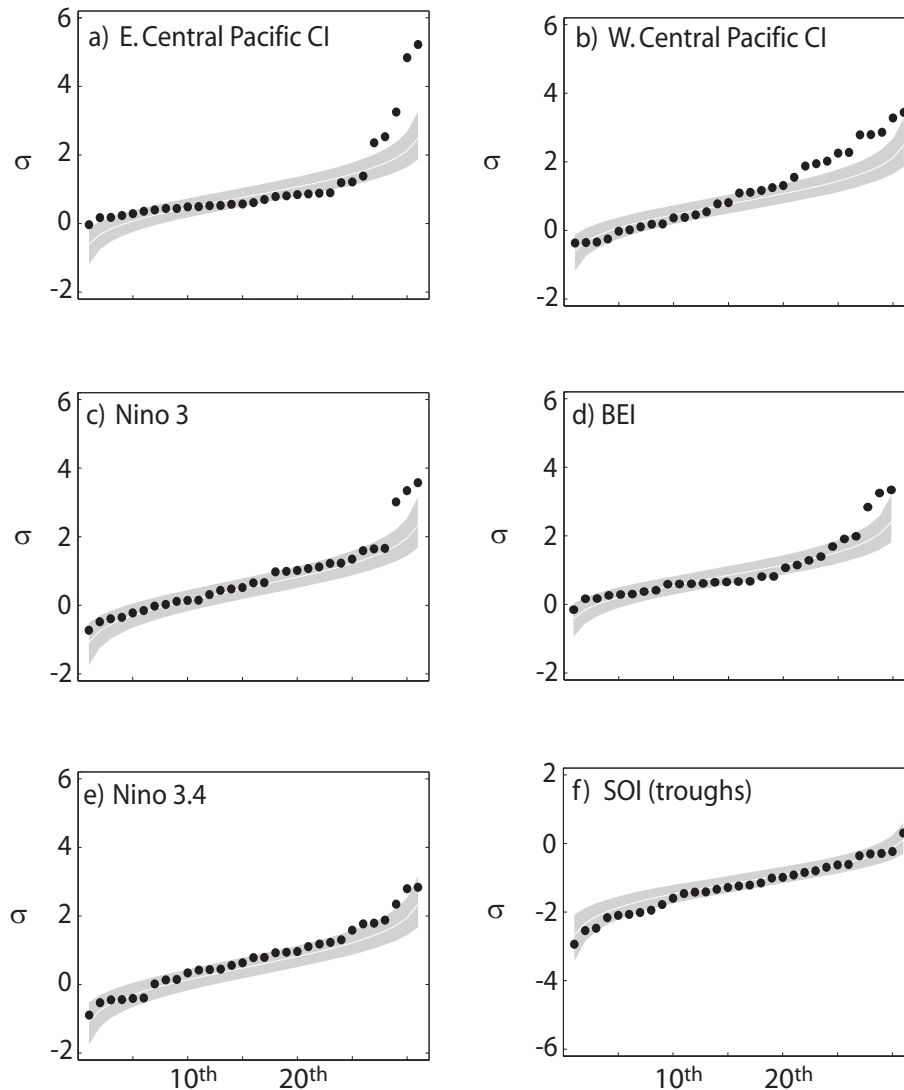 a) E. Central Pacific CI
6
4
2
0
-2
σ
b) W. Central Pacific CI
6
4
2
0
-2
σ
c) Nino 3
6
4
2
0
-2
σ
d) BEI
6
4
2
0
-2
σ
e) Nino 3.4
6
4
2
0
-2
σ
10th
20th
f) SOI (troughs)
2
0
-2
-4
-6
σ
10th
20th